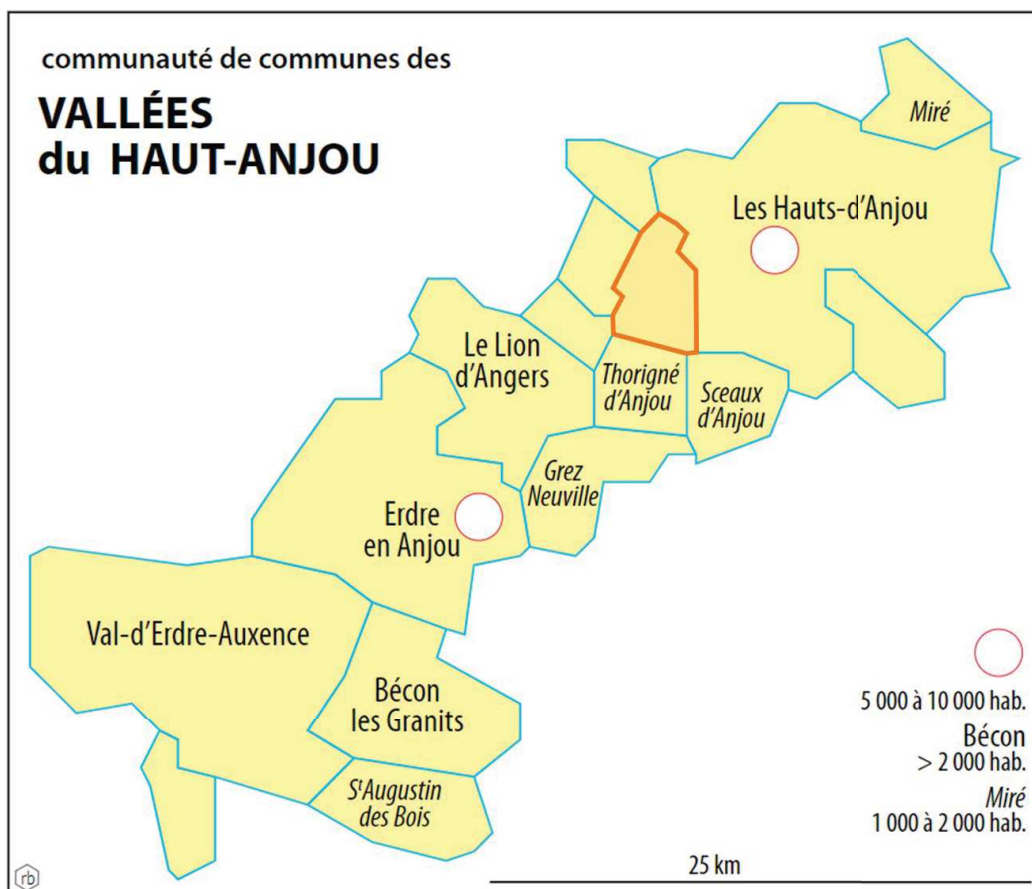 communauté de communes des
VALLÉES
du HAUT-ANJOU
Miré
Les Hauts-d'Anjou
Le Lion
d'Angers
Thorigné
d'Anjou
Sceaux
d'Anjou
Grez
Neuville
Erdre
en Anjou
Val-d'Erdre-Auxence
Bécon
les Granits
St Augustin
des Bois
5 000 à 10 000 hab.
Bécon
> 2 000 hab.
Miré
1 000 à 2 000 hab.
25 km
rb